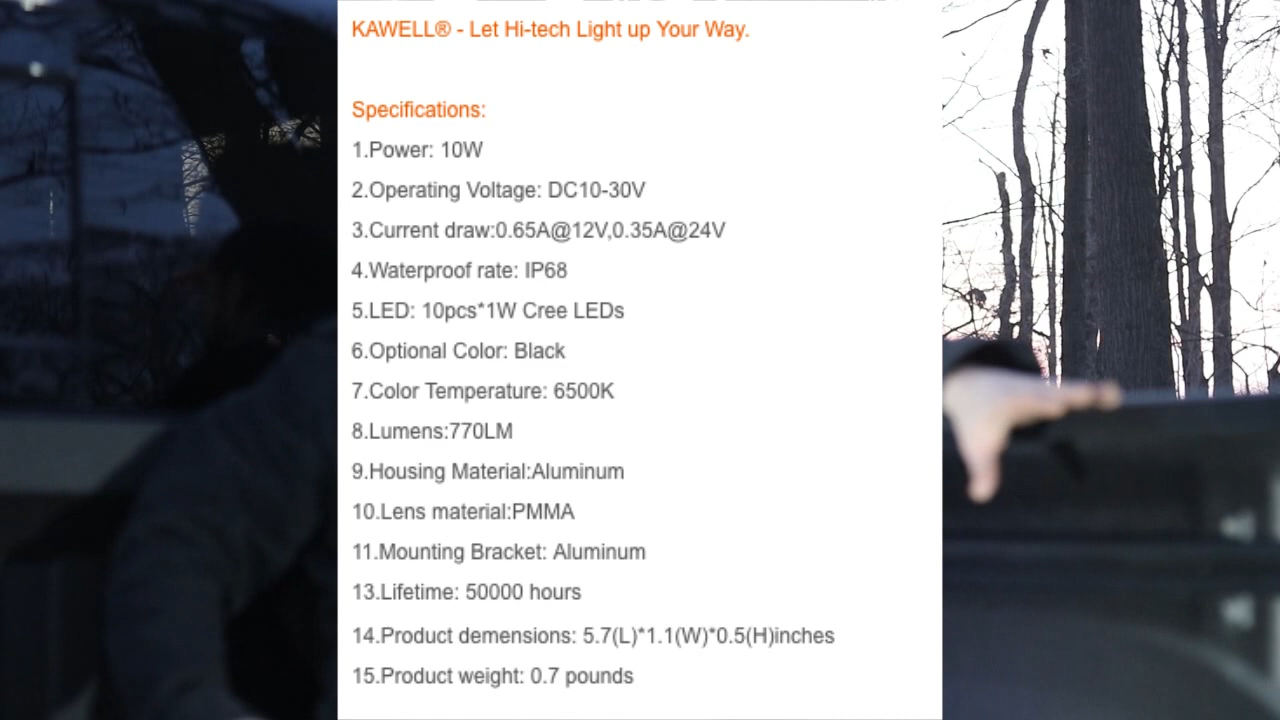 KAWELL® - Let Hi-tech Light up Your Way.
Specifications:
1.Power: 10W
2.Operating Voltage: DC10-30V
3.Current draw:0.65A@12V,0.35A@24V
4.Waterproof rate: IP68
5.LED: 10pcs*1W Cree LEDs
6.Optional Color: Black
7.Color Temperature: 6500K
8.Lumens:770LM
9.Housing Material:Aluminum
10.Lens material:PMMA
11.Mounting Bracket: Aluminum
13.Lifetime: 50000 hours
14.Product demensions: 5.7(L)*1.1(W)*0.5(H)inches
15.Product weight: 0.7 pounds